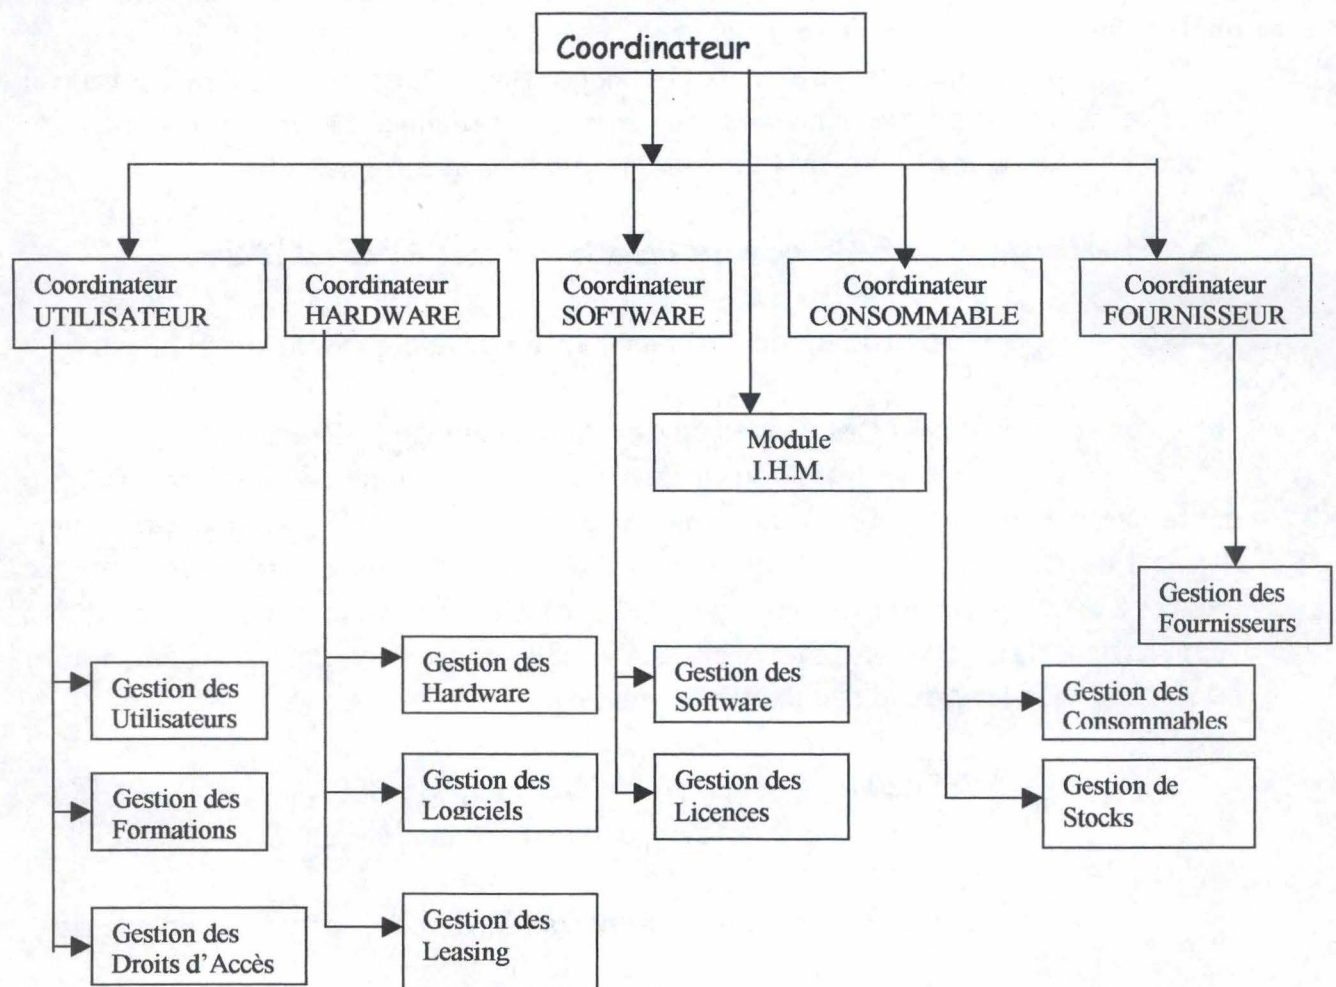 Coordinateur
Coordinateur
UTILISATEUR
Coordinateur
HARDWARE
Coordinateur
SOFTWARE
Coordinateur
CONSOMMABLE
Coordinateur
FOURNISSEUR
Module
I.H.M.
Gestion des
Fournisseurs
Gestion des
Utilisateurs
Gestion des
Hardware
Gestion des
Software
Gestion des
Consommables
Gestion des
Formations
Gestion des
Logiciels
Gestion des
Licences
Gestion de
Stocks
Gestion des
Droits d'Accès
Gestion des
Leasing